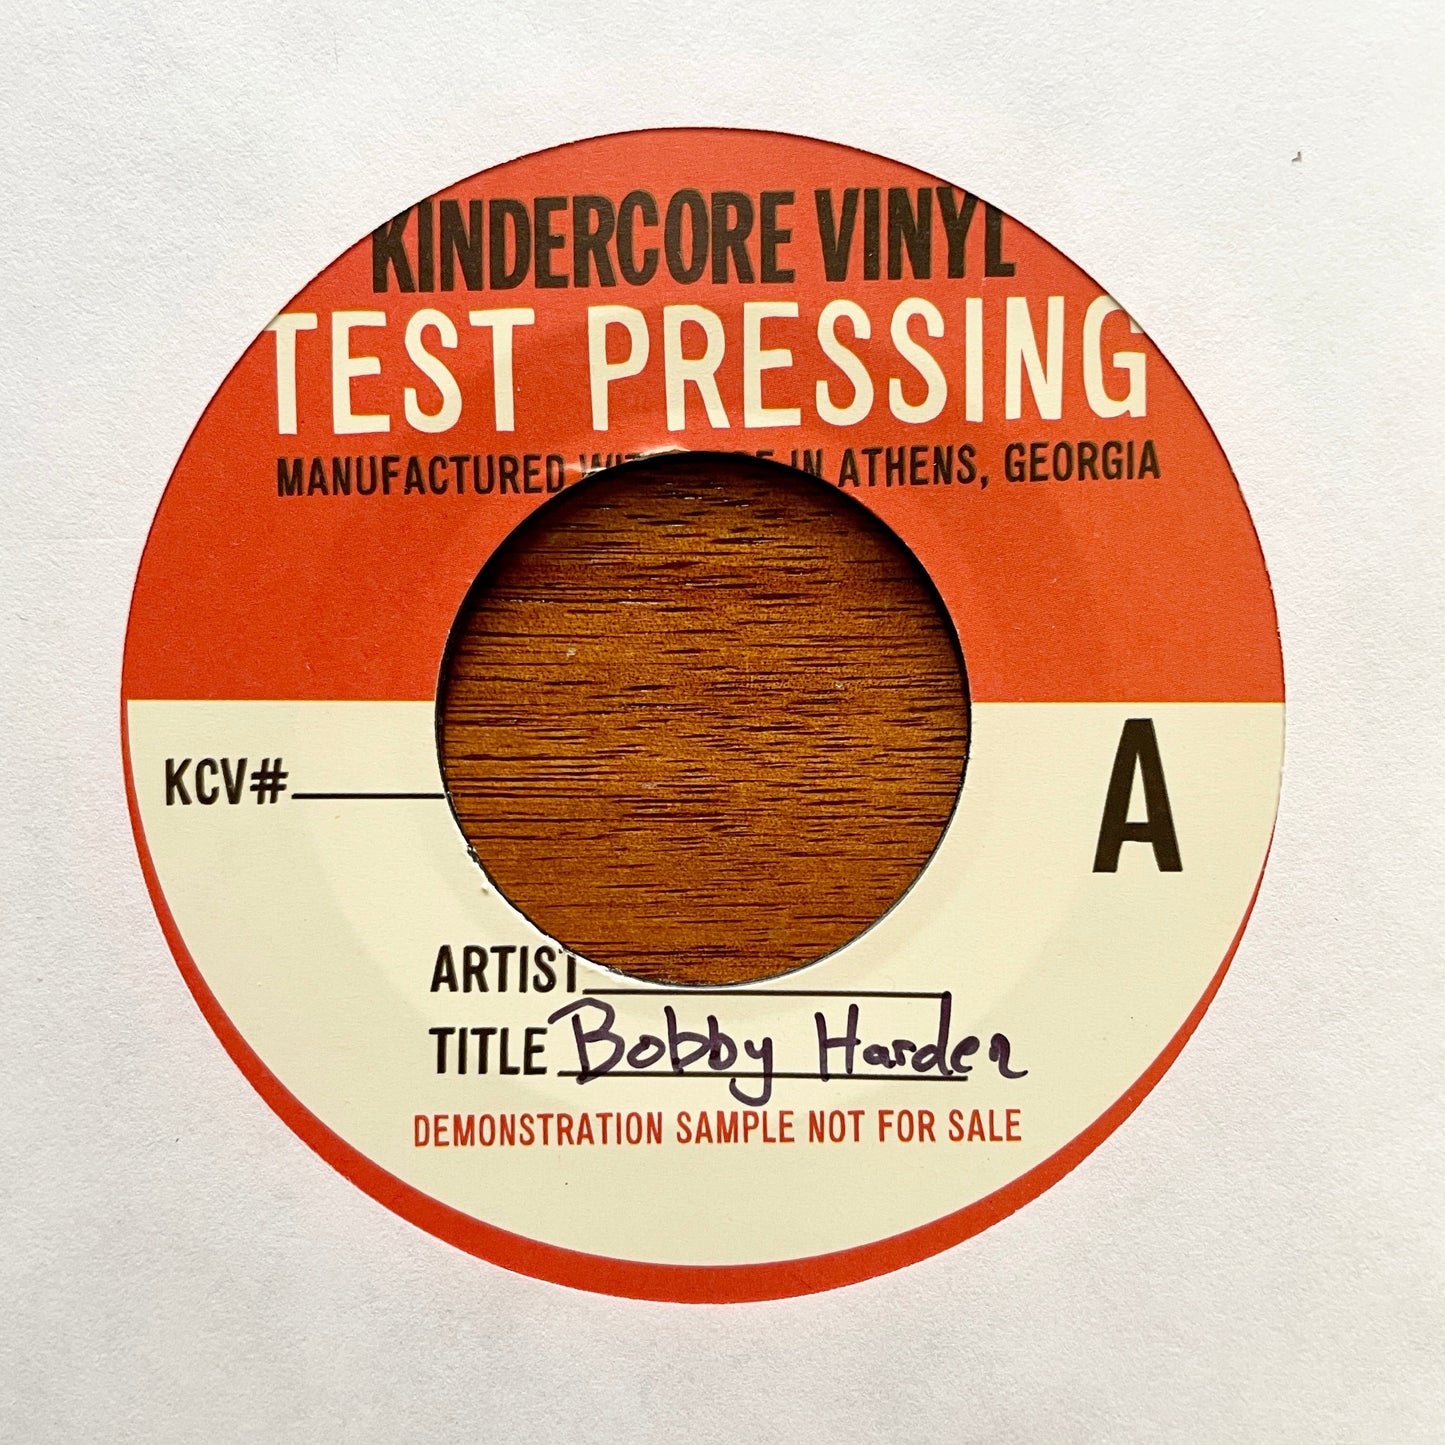 KINDERCORE VINYL
TEST PRESSING
MANUFACTURED IN ATHENS, GEORGIA
KCV#
A
ARTIST
TITLE Bobby Harden
DEMONSTRATION SAMPLE NOT FOR SALE